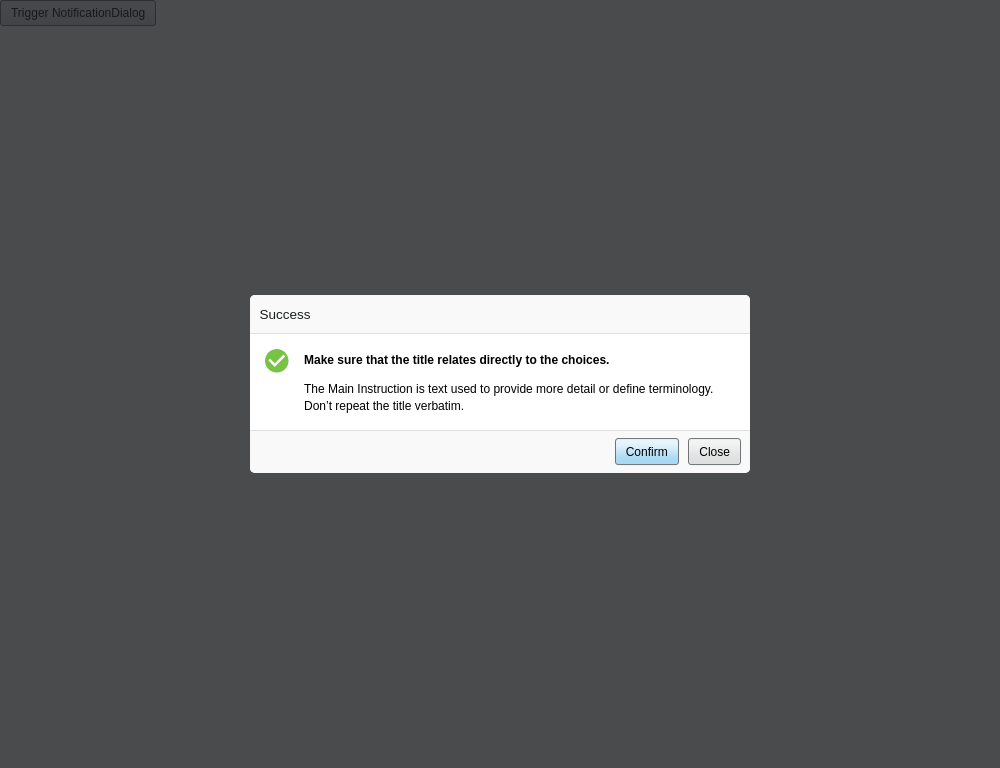 Trigger NotificationDialog
Success
Make sure that the title relates directly to the choices.
The Main Instruction is text used to provide more detail or define terminology.
Don’t repeat the title verbatim.
Confirm Close